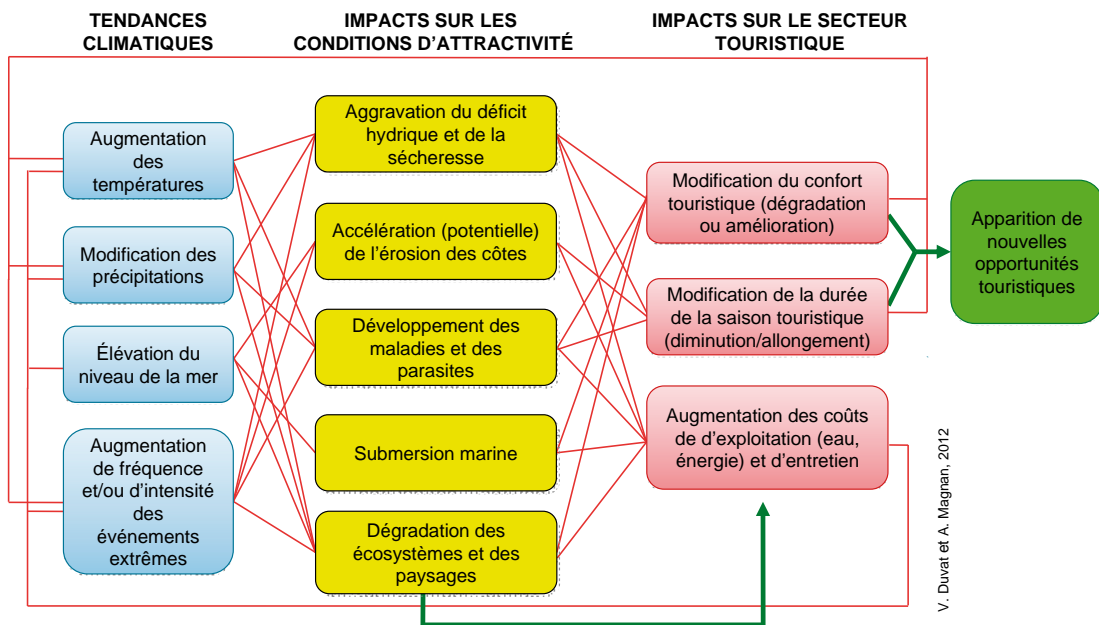 TENDANCES
CLIMATIQUES
IMPACTS SUR LES
CONDITIONS D'ATTRACTIVITÉ
IMPACTS SUR LE SECTEUR
TOURISTIQUE
Augmentation
des
températures
Modification des
précipitations
Élévation du
niveau de la mer
Augmentation
de fréquence
et/ou d'intensité
des
événements
extrêmes
Aggravation du déficit
hydrique et de la
sécheresse
Accélération (potentielle)
de l'érosion des côtes
Développement des
maladies et des
parasites
Submersion marine
Dégradation des
écosystèmes et des
paysages
Modification du confort
touristique (dégradation
ou amélioration)
Modification de la durée
de la saison touristique
(diminution/allongement)
Augmentation des coûts
de d'exploitation (eau,
énergie) et d'entretien
Apparition de
nouvelles
opportunités
touristiques
V. Duvat et A. Magnan, 2012